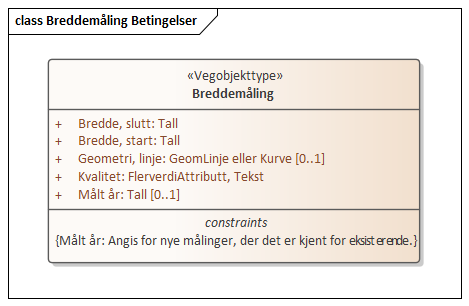 class Breddemåling Betingelser
«Vegobjekttype»
Breddemåling
+ Bredde, slutt: Tall
+ Bredde, start: Tall
+ Geometri, linje: GeomLinje eller Kurve [0..1]
+ Kvalitet: FlerverdiAttributt, Tekst
+ Målt år: Tall [0..1]
constraints
{Målt år: Angis for nye målinger, der det er kjent for eksisterende.}